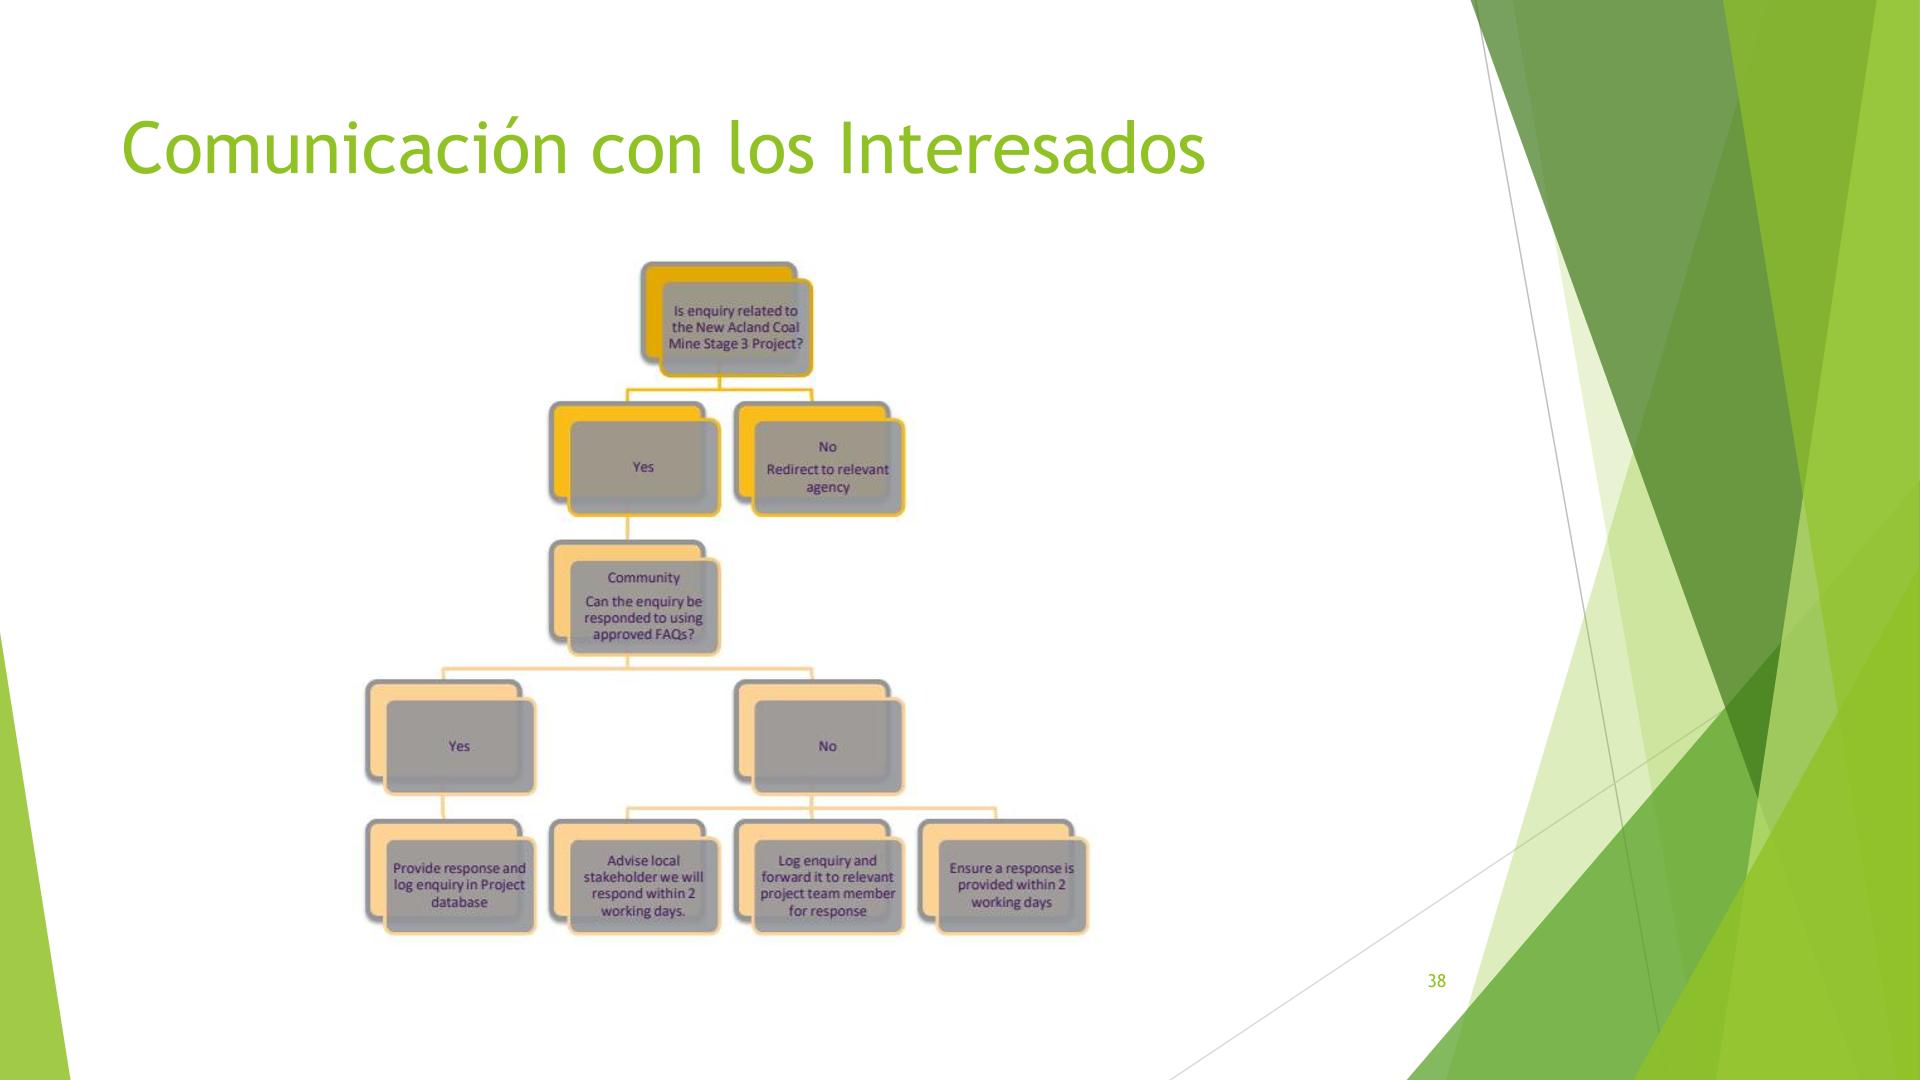 Comunicación con los Interesados
Is enquiry related to
the New Acland Coal
Mine Stage 3 Project?
Yes
No
Redirect to relevant
agency
Community
Can the enquiry be
responded to using
approved FAQs?
Yes
No
Provide response and
log enquiry in Project
database
Advise local
stakeholder we will
respond within 2
working days.
Log enquiry and
forward it to relevant
project team member
for response
Ensure a response is
provided within 2
working days
38